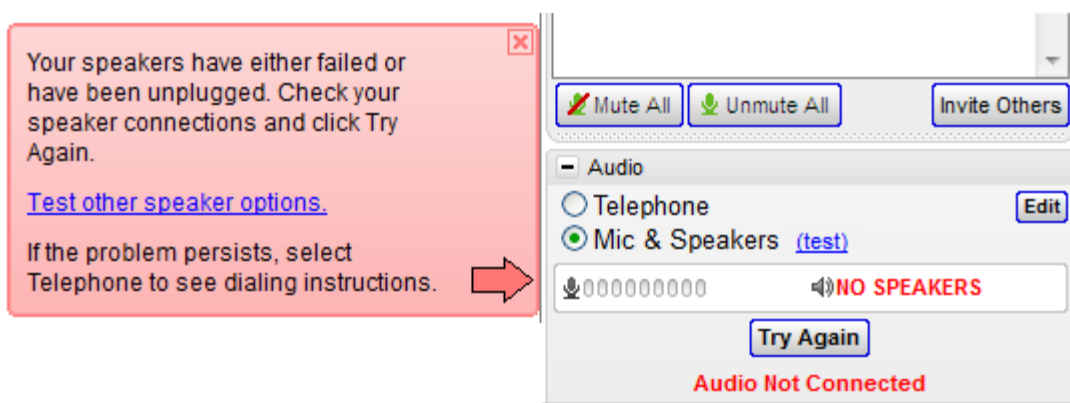 Your speakers have either failed or
have been unplugged. Check your
speaker connections and click Try
Again.
Test other speaker options.
If the problem persists, select
Telephone to see dialing instructions.
Mute All Unmute All Invite Others
Audio
Telephone Edit
Mic & Speakers (test)
NO SPEAKERS
Try Again
Audio Not Connected